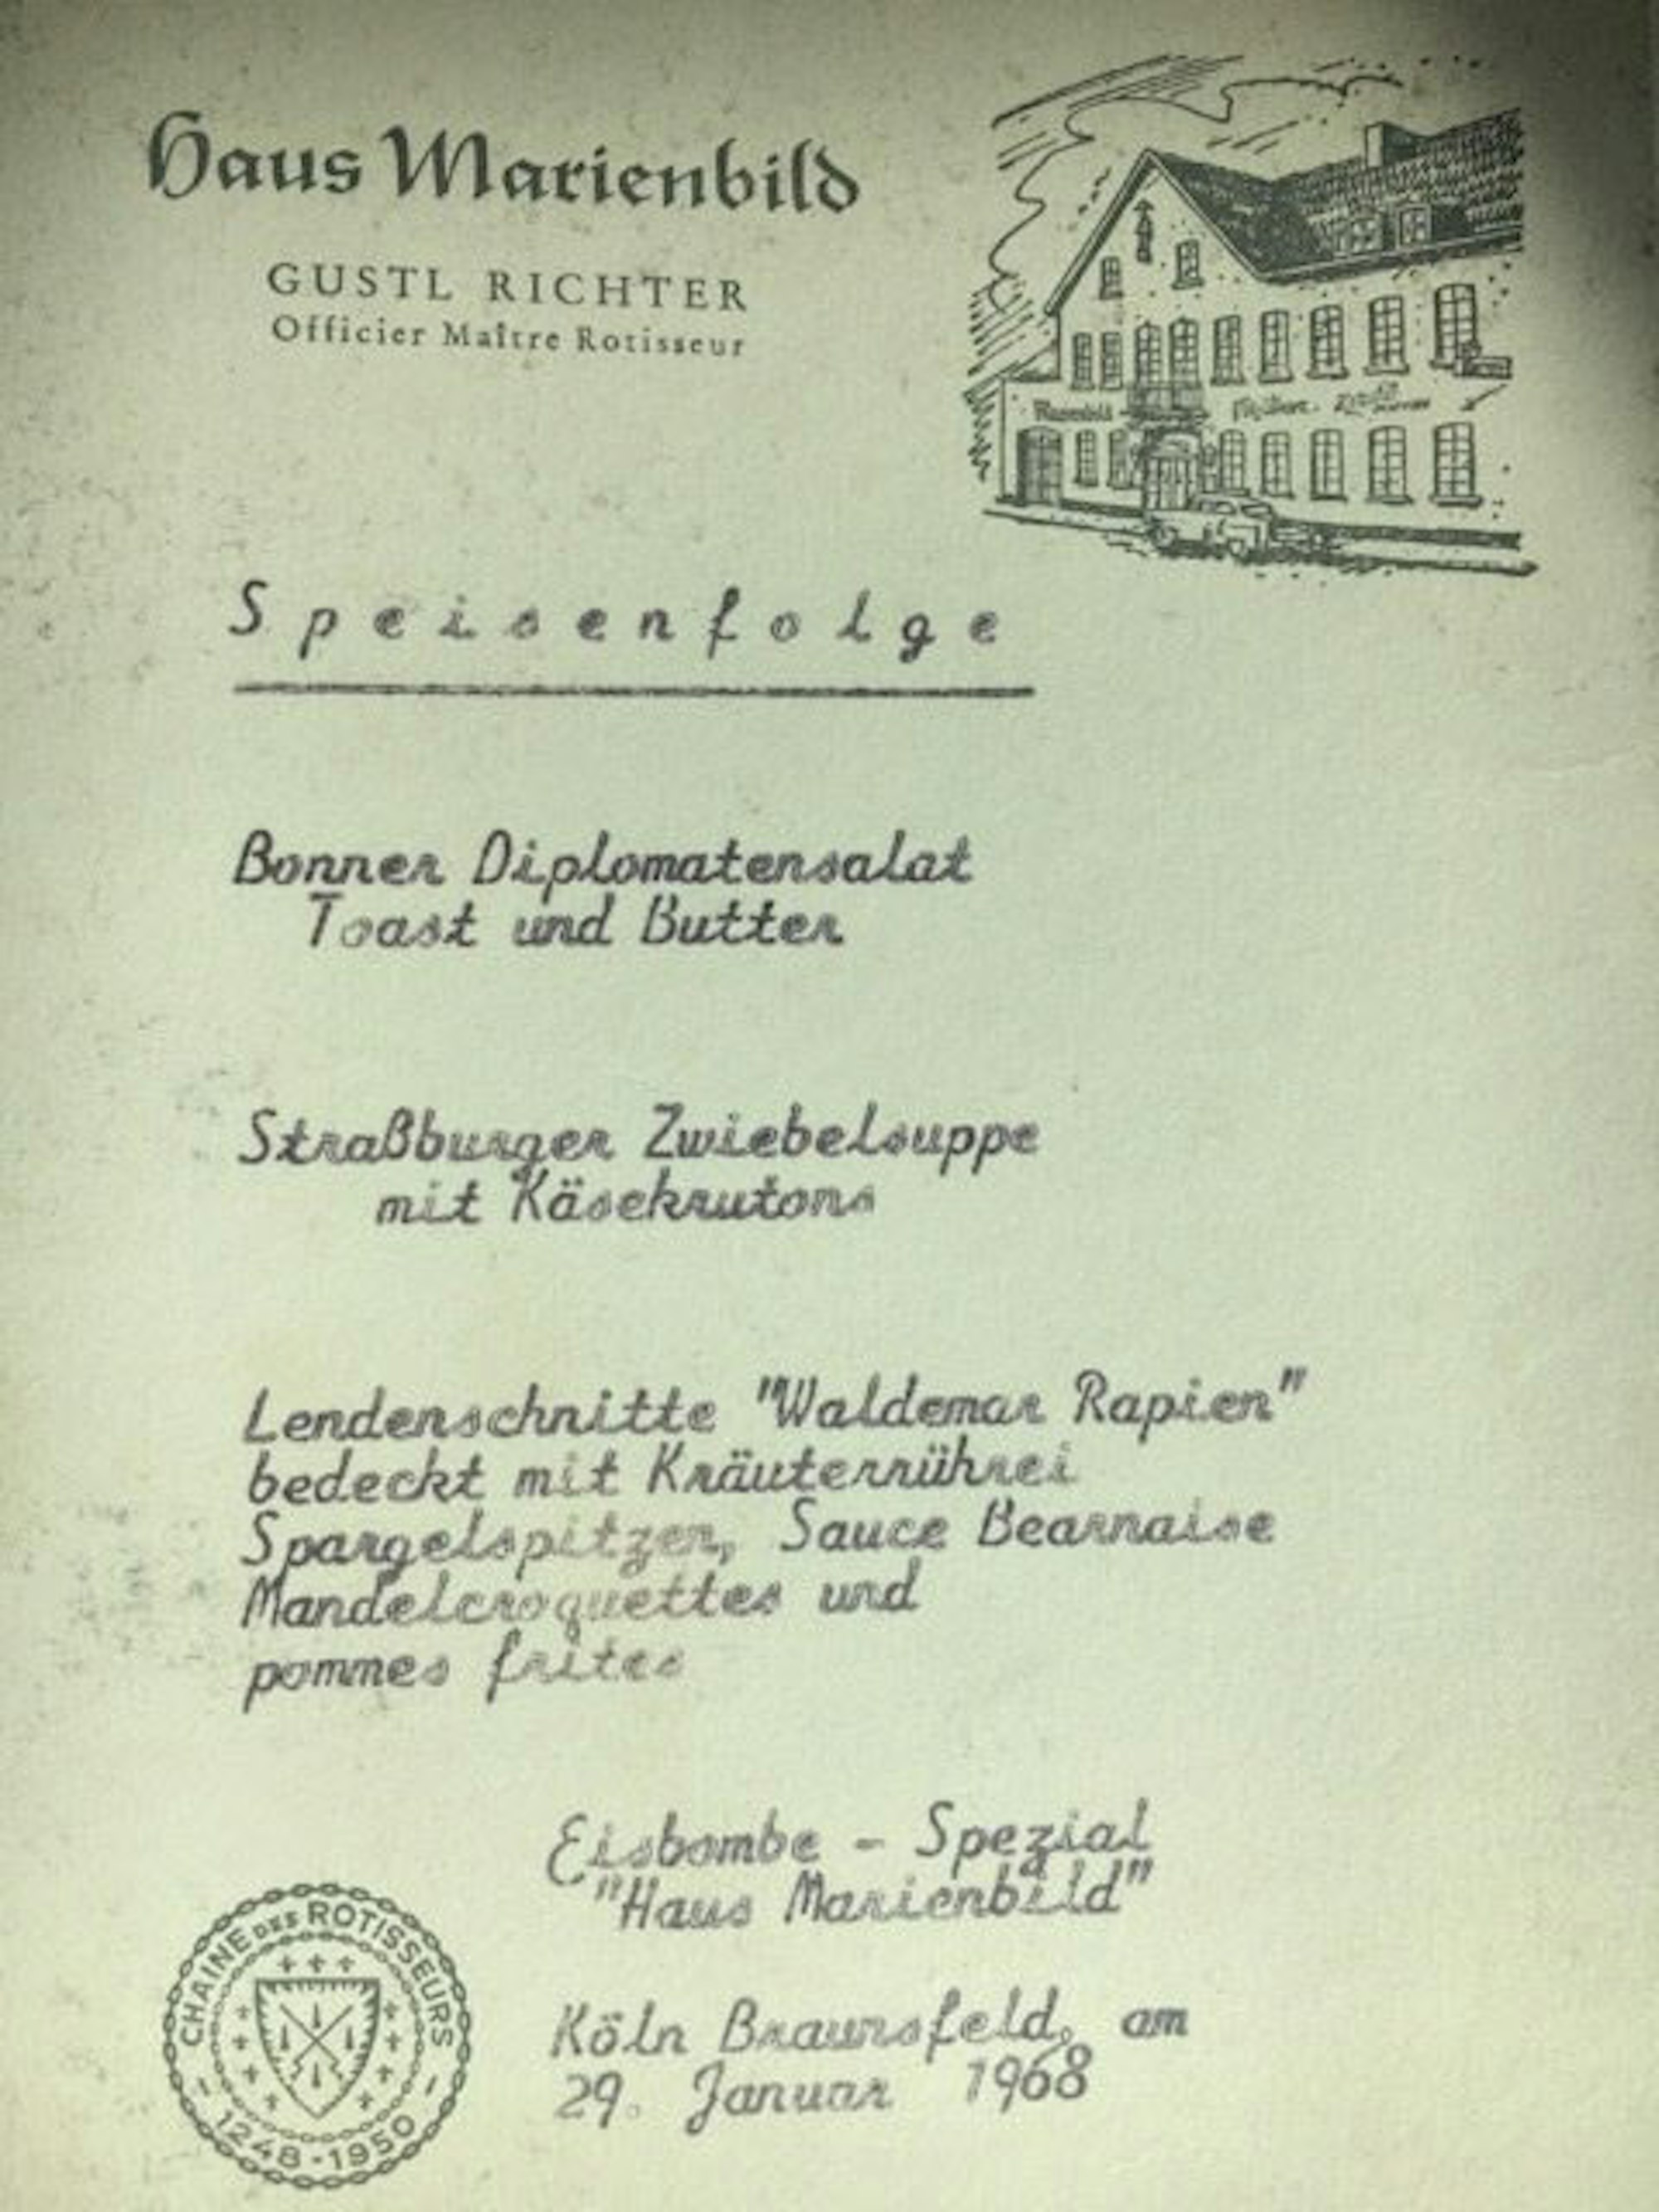 Haus Marienbild
GUSTL RICHTER
Officier Maître Rotisseur
Speisenfolge
Bonner Diplomatensalat
Toast und Butter
Straßburger Zwiebelsuppe
mit Käsekrutons
Lendenschnitte "Waldemar Rapien"
bedeckt mit Kräuterrührei
Spargelspitzen, Sauce Bearnaise
Mandelcroquettes und
pommes frites
Eisbombe - Spezial
"Haus Marienbild"
Köln Braunsfeld, am
29. Januar 1968
CHAINE DES ROTISSEURS
- 1248-1950 -